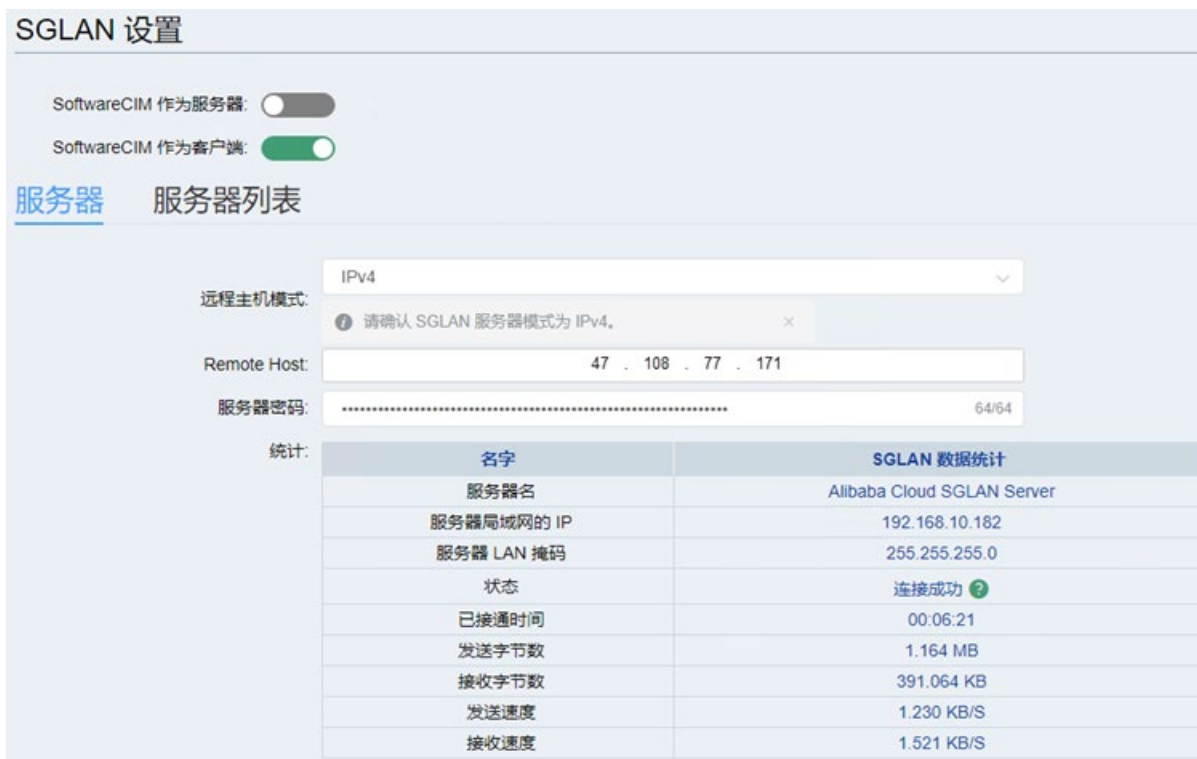 SGLAN 设置
SoftwareCIM 作为服务器:
SoftwareCIM 作为客户端:
服务器 服务器列表
远程主机模式: IPv4
请确认 SGLAN 服务器模式为 IPv4。
Remote Host: 47 . 108 . 77 . 171
服务器密码: •••••••••••••••••••••••••••••••••••••••••••••••••••••••••••••••• 64/64
统计:
名字 SGLAN 数据统计
服务器名 Alibaba Cloud SGLAN Server
服务器局域网的 IP 192.168.10.182
服务器 LAN 掩码 255.255.255.0
状态 连接成功 ?
已接通时间 00:06:21
发送字节数 1.164 MB
接收字节数 391.064 KB
发送速度 1.230 KB/S
接收速度 1.521 KB/S